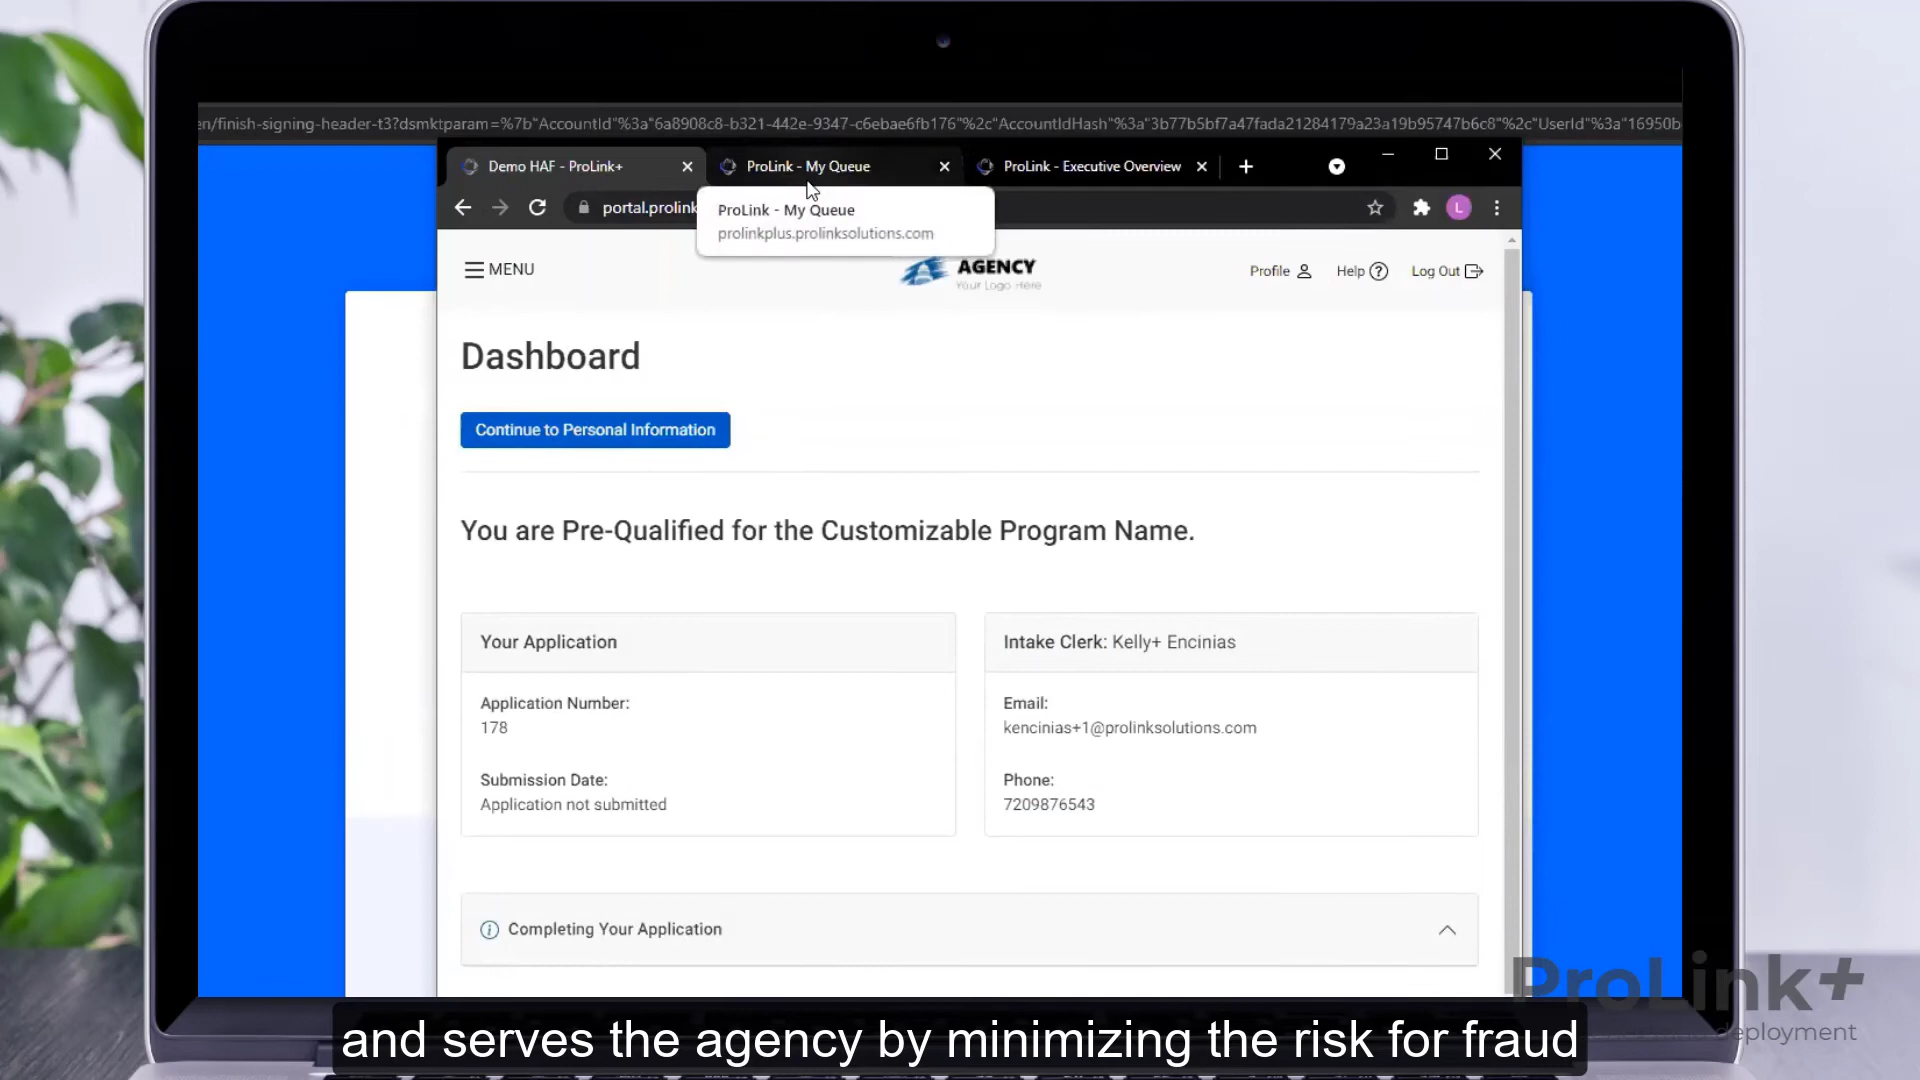 en/finish-signing-header-t3?dsmktparam=%7b"AccountId"%3a"6a8908c8-b321-442e-9347-c6ebae6fb176"%2c"AccountIdHash"%3a"3b77b5bf7a47fada21284179a23a19b95747b6c8"%2c"UserId"%3a"16950b
Demo HAF - ProLink+ ProLink - My Queue ProLink - Executive Overview
portal.prolink L
ProLink - My Queue
prolinkplus.prolinksolutions.com
MENU
AGENCY
Your Logo Here
Profile Help Log Out
Dashboard
Continue to Personal Information
You are Pre-Qualified for the Customizable Program Name.
Your Application
Application Number:
178
Submission Date:
Application not submitted
Intake Clerk: Kelly+ Encinias
Email:
kencinias+1@prolinksolutions.com
Phone:
7209876543
Completing Your Application
ProLink+
deployment
and serves the agency by minimizing the risk for fraud